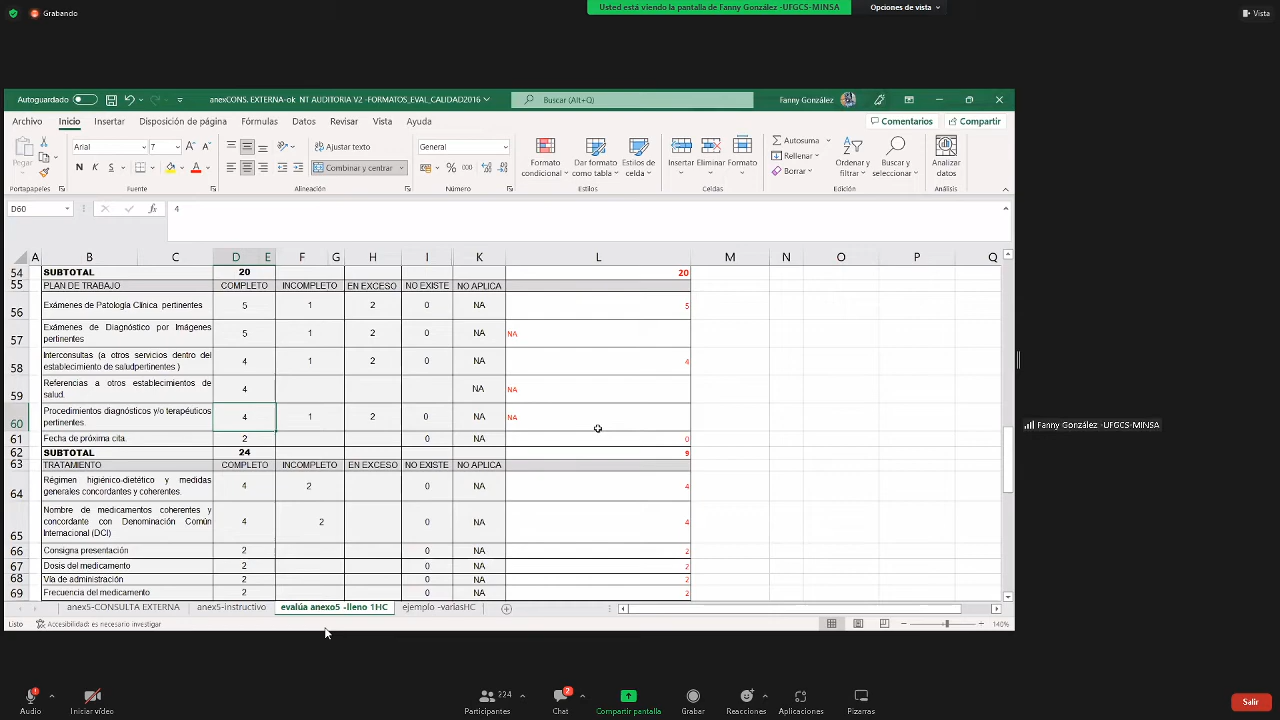 Grabando
Usted está viendo la pantalla de Fanny González -UFGCS-MINSA
Opciones de vista
Vista
Autoguardado
anexCONS. EXTERNA-ok NT AUDITORIA V2 -FORMATOS_EVAL_CALIDAD2016
Buscar (Alt+Q)
Fanny González
Archivo Inicio Insertar Disposición de página Fórmulas Datos Revisar Vista Ayuda
Comentarios
Compartir
Pegar
Arial 7
N K S
Ajustar texto
Combinar y centrar
General
Formato condicional
Dar formato como tabla
Estilos de celda
Insertar Eliminar Formato
Autosuma
Rellenar
Borrar
Ordenar y filtrar
Buscar y seleccionar
Analizar datos
Portapapeles Fuente Alineación Número Estilos Celdas Edición Análisis
D60 fx 4
A B C D E F G H I K L M N O P Q
54 SUBTOTAL 20 20
55 PLAN DE TRABAJO COMPLETO INCOMPLETO EN EXCESO NO EXISTE NO APLICA
56 Exámenes de Patología Clínica pertinentes 5 1 2 0 NA 5
57 Exámenes de Diagnóstico por Imágenes pertinentes 5 1 2 0 NA NA
58 Interconsultas (a otros servicios dentro del establecimiento de saludpertinentes ) 4 1 2 0 NA 4
59 Referencias a otros establecimientos de salud. 4 NA NA
60 Procedimientos diagnósticos y/o terapéuticos pertinentes. 4 1 2 0 NA NA
61 Fecha de próxima cita. 2 0 NA 0
62 SUBTOTAL 24 9
63 TRATAMIENTO COMPLETO INCOMPLETO EN EXCESO NO EXISTE NO APLICA
64 Régimen higiénico-dietético y medidas generales concordantes y coherentes. 4 2 0 NA 4
65 Nombre de medicamentos coherentes y concordante con Denominación Común Internacional (DCI) 4 2 0 NA 4
66 Consigna presentación 2 0 NA 2
67 Dosis del medicamento 2 0 NA 2
68 Vía de administración 2 0 NA 2
69 Frecuencia del medicamento 2 0 NA 2
anex5-CONSULTA EXTERNA anex5-instructivo evalúa anexo5 -lleno 1HC ejemplo -variasHC
Listo Accesibilidad: es necesario investigar
140%
Fanny González -UFGCS-MINSA
224
2
Audio Iniciar vídeo Participantes Chat Compartir pantalla Grabar Reacciones Aplicaciones Pizarras
Salir